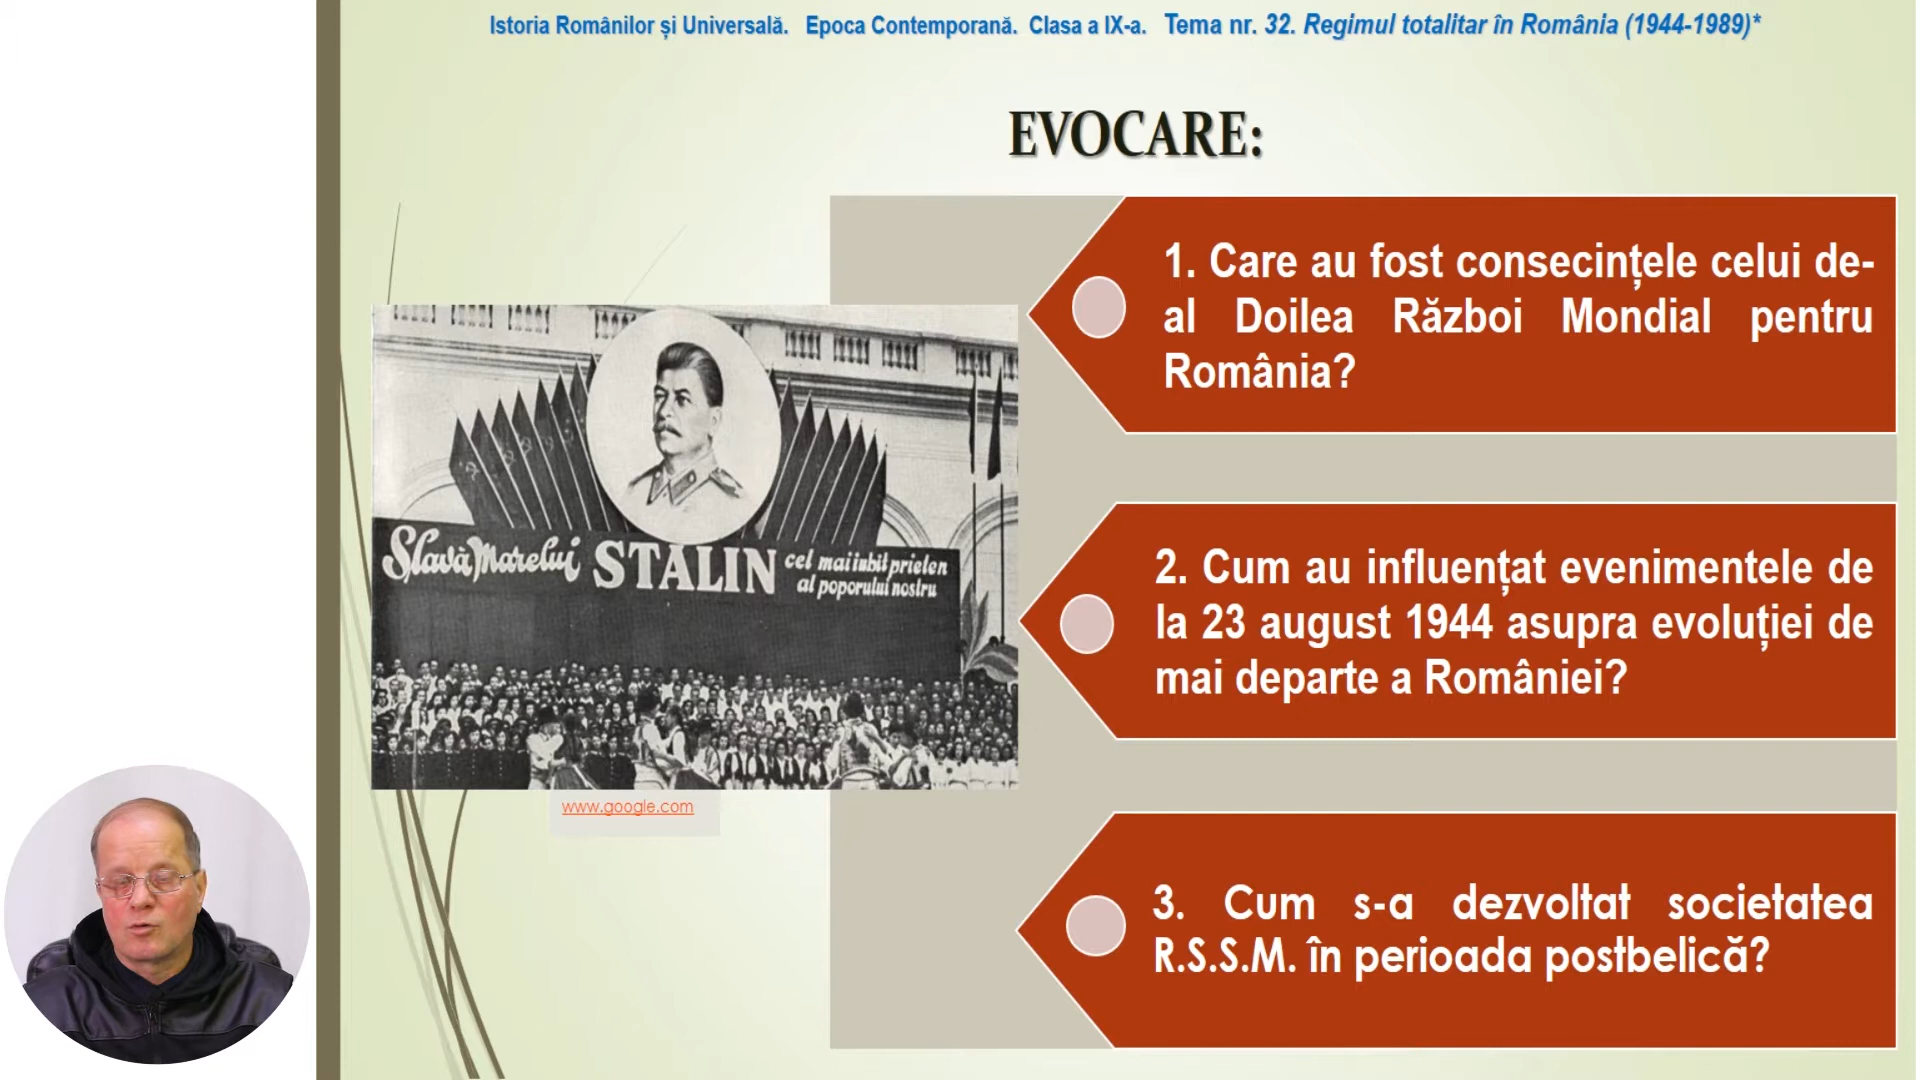 Istoria Românilor și Universală. Epoca Contemporană. Clasa a IX-a. Tema nr. 32. Regimul totalitar în România (1944-1989)*
EVOCARE:
1. Care au fost consecințele celui de-
al Doilea Război Mondial pentru
România?
Slavă Marelui STALIN cel mai iubit prieten
al poporului nostru
2. Cum au influențat evenimentele de
la 23 august 1944 asupra evoluției de
mai departe a României?
www.google.com
3. Cum s-a dezvoltat societatea
R.S.S.M. în perioada postbelică?